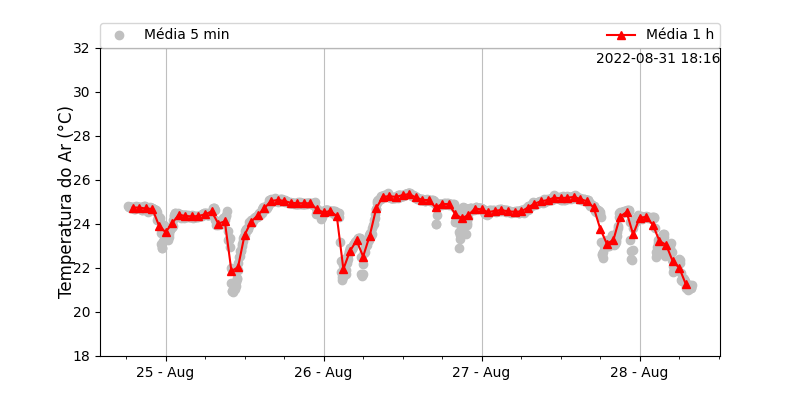 Média 5 min
Média 1 h
2022-08-31 18:16
Temperatura do Ar (°C)
32
30
28
26
24
22
20
18
25 - Aug
26 - Aug
27 - Aug
28 - Aug